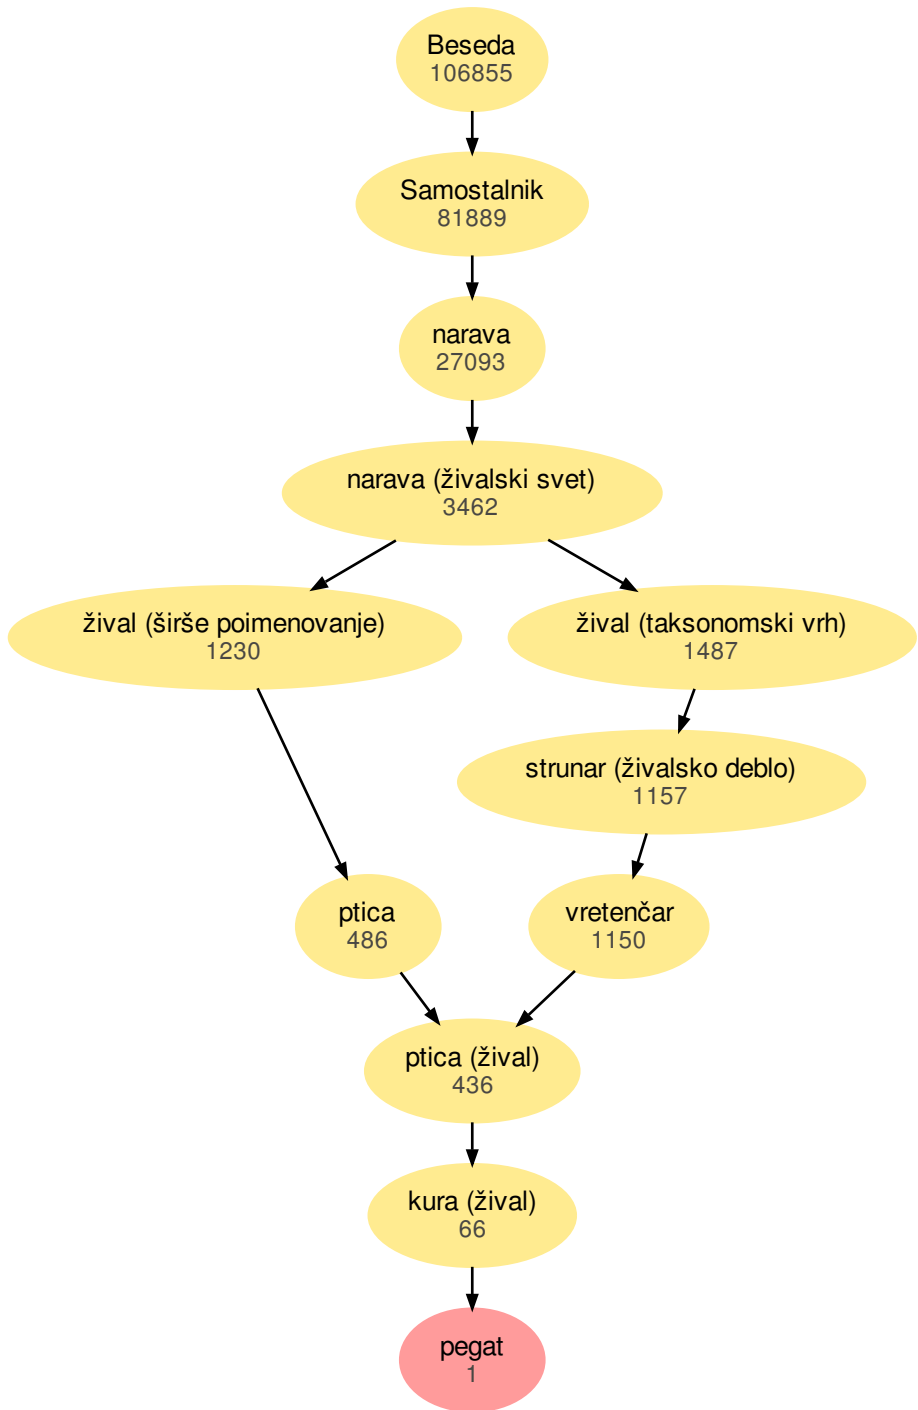 Beseda
106855
Samostalnik
81889
narava
27093
narava (živalski svet)
3462
žival (širše poimenovanje)
1230
žival (taksonomski vrh)
1487
strunar (živalsko deblo)
1157
ptica
486
vretenčar
1150
ptica (žival)
436
kura (žival)
66
pegat
1